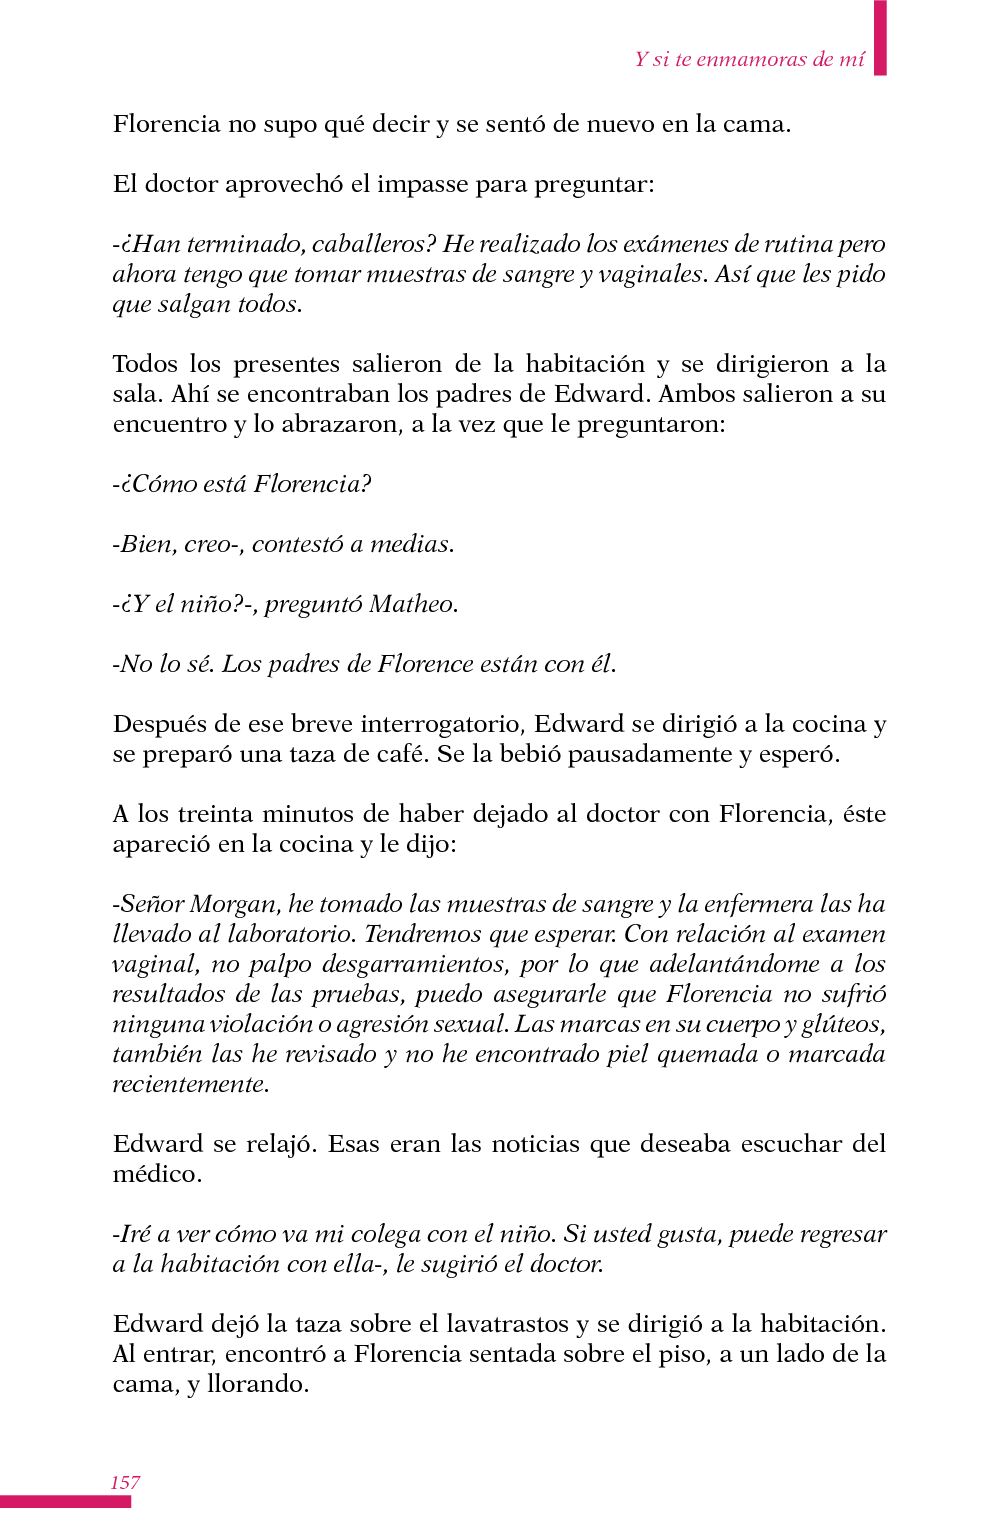 Y si te enmamoras de mí
Florencia no supo qué decir y se sentó de nuevo en la cama.
El doctor aprovechó el impasse para preguntar:
-¿Han terminado, caballeros? He realizado los exámenes de rutina pero
ahora tengo que tomar muestras de sangre y vaginales. Así que les pido
que salgan todos.
Todos los presentes salieron de la habitación y se dirigieron a la
sala. Ahí se encontraban los padres de Edward. Ambos salieron a su
encuentro y lo abrazaron, a la vez que le preguntaron:
-¿Cómo está Florencia?
-Bien, creo-, contestó a medias.
-¿Y el niño?-, preguntó Matheo.
-No lo sé. Los padres de Florence están con él.
Después de ese breve interrogatorio, Edward se dirigió a la cocina y
se preparó una taza de café. Se la bebió pausadamente y esperó.
A los treinta minutos de haber dejado al doctor con Florencia, éste
apareció en la cocina y le dijo:
-Señor Morgan, he tomado las muestras de sangre y la enfermera las ha
llevado al laboratorio. Tendremos que esperar. Con relación al examen
vaginal, no palpo desgarramientos, por lo que adelantándome a los
resultados de las pruebas, puedo asegurarle que Florencia no sufrió
ninguna violación o agresión sexual. Las marcas en su cuerpo y glúteos,
también las he revisado y no he encontrado piel quemada o marcada
recientemente.
Edward se relajó. Esas eran las noticias que deseaba escuchar del
médico.
-Iré a ver cómo va mi colega con el niño. Si usted gusta, puede regresar
a la habitación con ella-, le sugirió el doctor.
Edward dejó la taza sobre el lavatrastos y se dirigió a la habitación.
Al entrar, encontró a Florencia sentada sobre el piso, a un lado de la
cama, y llorando.
157